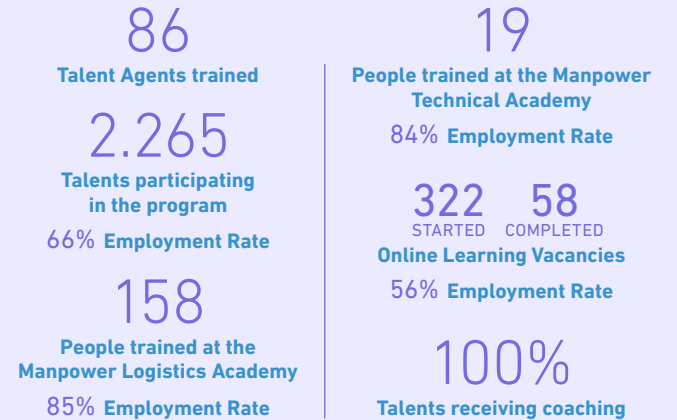 86
Talent Agents trained
2.265
Talents participating
in the program
66% Employment Rate
158
People trained at the
Manpower Logistics Academy
85% Employment Rate
19
People trained at the Manpower
Technical Academy
84% Employment Rate
322 58
STARTED COMPLETED
Online Learning Vacancies
56% Employment Rate
100%
Talents receiving coaching